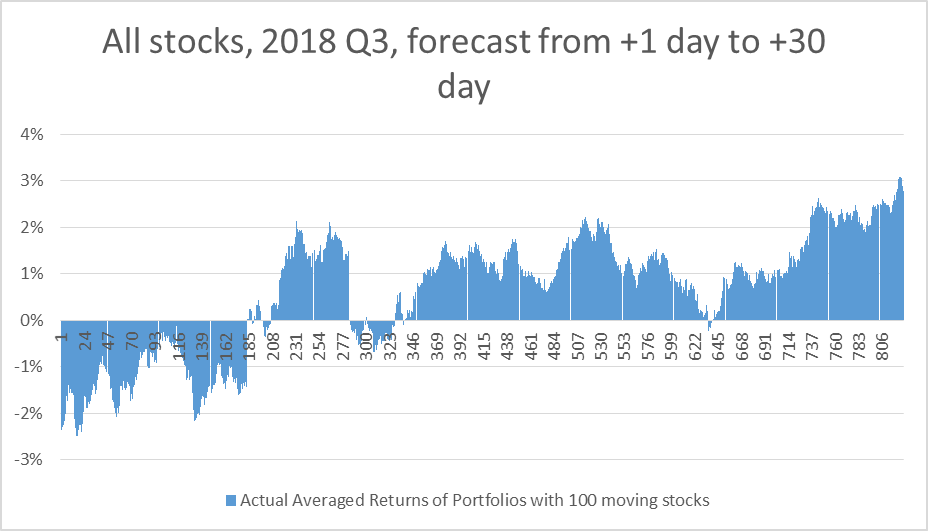 All stocks, 2018 Q3, forecast from +1 day to +30
day
4%
3%
2%
1%
0%
-1%
-2%
-3%
1 24 47 70 93 116 139 162 185 208 231 254 277 300 323 346 369 392 415 438 461 484 507 530 553 576 599 622 645 668 691 714 737 760 783 806
Actual Averaged Returns of Portfolios with 100 moving stocks